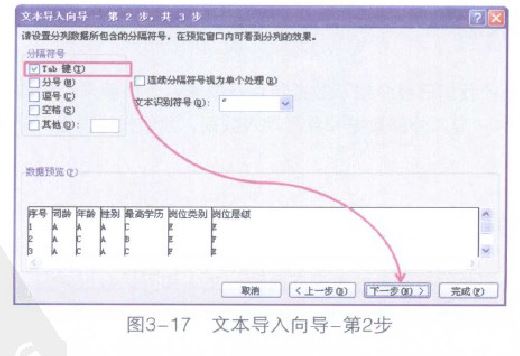 文本导入向导 - 第 2 步,共 3 步
请设置分列数据所包含的分隔符号。在预览窗口内可看到分列的效果。
分隔符号
Tab 键(T)
分号(M)
逗号(C)
空格(S)
其他(O):
连续分隔符号视为单个处理(R)
文本识别符号(Q): "
数据预览(P)
序号 司龄 年龄 性别 最高学历 岗位类别 岗位层级
1 A A A C E E
2 A C A B E F
3 A C A C F E
取消 <上一步(B) 下一步(N) > 完成(F)
图3-17 文本导入向导-第2步